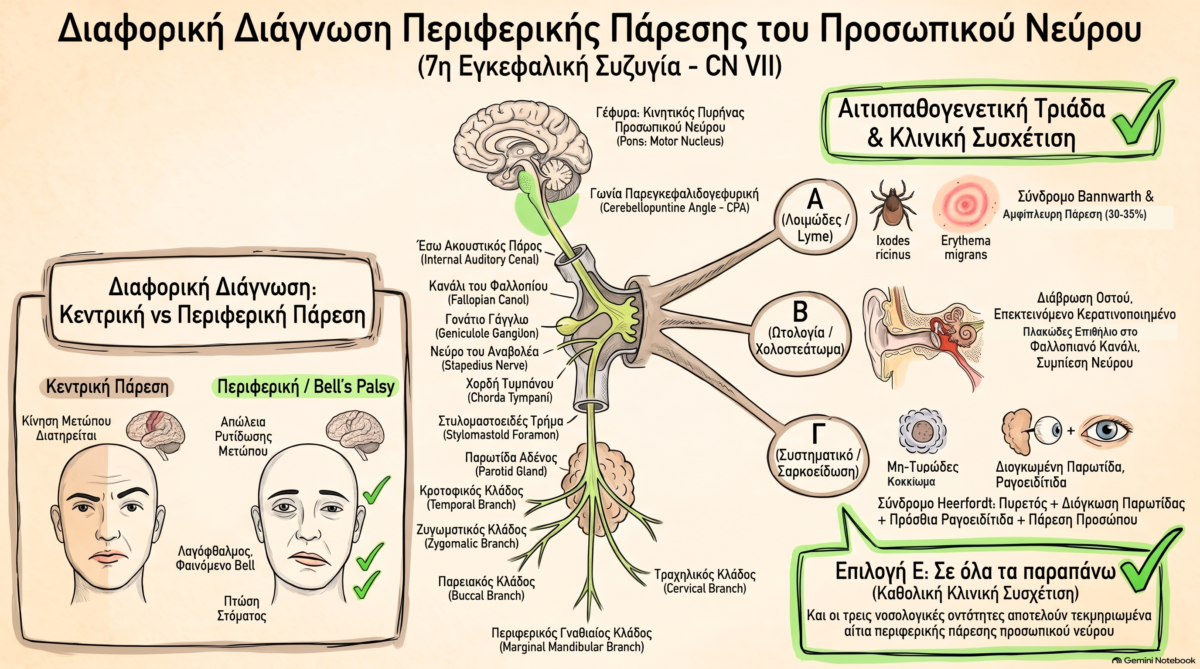 Διαφορική Διάγνωση Περιφερικής Πάρεσης του Προσωπικού Νεύρου
(7η Εγκεφαλική Συζυγία - CN VII)
Διαφορική Διάγνωση:
Κεντρική vs Περιφερική Πάρεση
Κεντρική Πάρεση
Κίνηση Μετώπου
Διατηρείται
Περιφερική / Bell's Palsy
Απώλεια
Ρυτίδωσης
Μετώπου
Λαγόφθαλμος,
Φαινόμενο Bell
Πτώση
Στόματος
Γέφυρα: Κινητικός Πυρήνας
Προσωπικού Νεύρου
(Pons: Motor Nucleus)
Γωνία Παρεγκεφαλιδογεφυρική
(Cerebellopuntine Angle - CPA)
Έσω Ακουστικός Πάρος
(Internal Auditory Cenal)
Κανάλι του Φαλλοπίου
(Fallopian Canol)
Γονάτιο Γάγγλιο
(Geniculole Gangilon)
Νεύρο του Αναβολέα
(Stapedius Nerve)
Χορδή Τυμπάνου
(Chorda Tympaní)
Στυλομαστοειδές Τρήμα
(Stylomastold Foramon)
Παρωτίδα Αδένος
(Parotid Gland)
Κροτοφικός Κλάδος
(Temporal Branch)
Ζυγωμστικός Κλάδος
(Zygomalic Branch)
Παρειακός Κλάδος
(Buccal Branch)
Περιφερικός Γναθιαίος Κλάδος
(Marginal Mandibular Branch)
Τραχηλικός Κλάδος
(Cervical Branch)
Αιτιοπαθογενετική Τριάδα
& Κλινική Συσχέτιση
Α
(Λοιμώδες /
Lyme)
Ixodes
ricinus
Erythema
migrans
Σύνδρομο Bannwarth &
Αμφίπλευρη Πάρεση (30-35%)
Β
(Ωτολογία /
Χολοστεάτωμα)
Διάβρωση Οστού,
Επεκτεινόμενο Κερατινοποιημένο
Πλακώδες Επιθήλιο στο
Φαλλοπιανό Κανάλι,
Συμπίεση Νεύρου
Γ
(Συστηματικό /
Σαρκοείδωση)
Μη-Τυρώδες
Κοκκίωμα
+
Διογκωμένη Παρωτίδα,
Ραγοειδίτιδα
Σύνδρομο Heerfordt: Πυρετός + Διόγκωση Παρωτίδας
+ Πρόσθια Ραγοειδίτιδα + Πάρεση Προσώπου
Επιλογή Ε: Σε όλα τα παραπάνω
(Καθολική Κλινική Συσχέτιση)
Και οι τρεις νοσολογικές οντότητες αποτελούν τεκμηριωμένα
αίτια περιφερικής πάρεσης προσωπικού νεύρου
Gemini Notebook